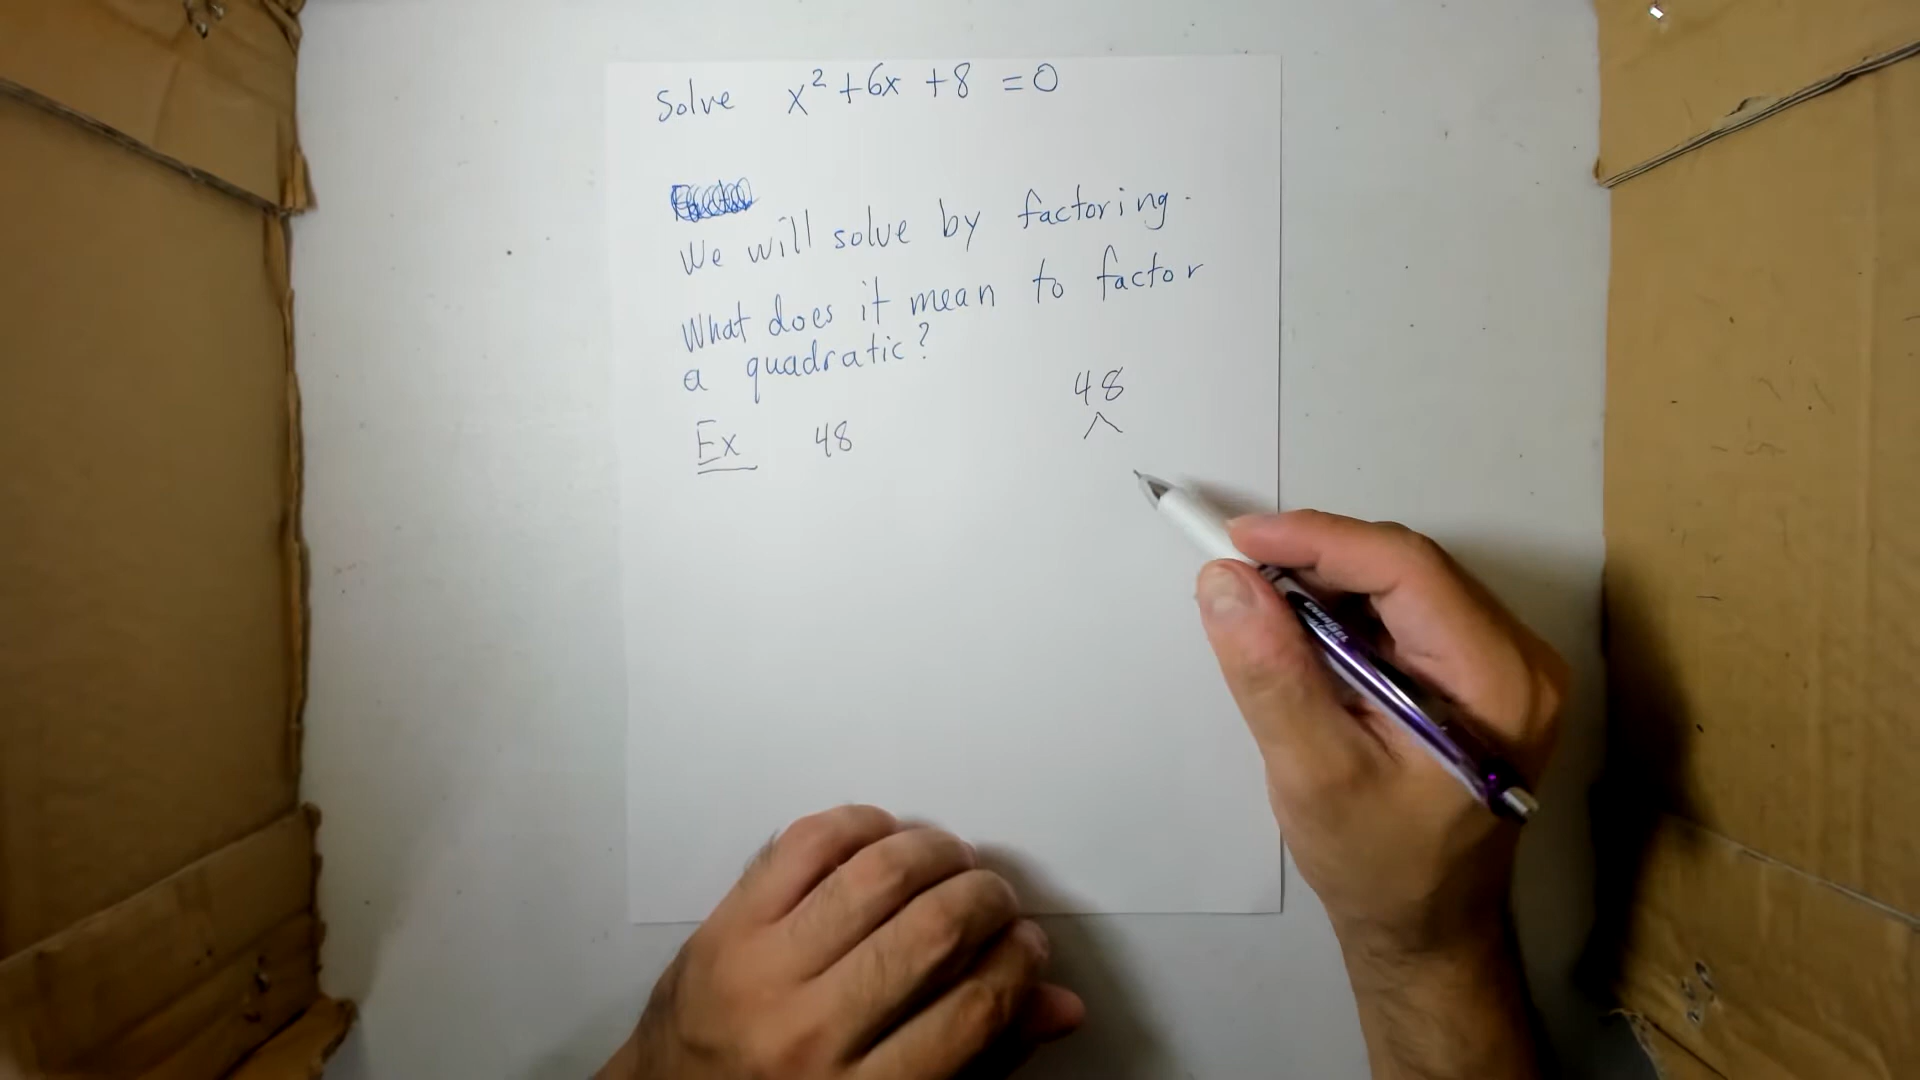 Solve x² + 6x + 8 = 0
We will solve by factoring.
What does it mean to factor
a quadratic?
48
Ex 48
ENERGEL